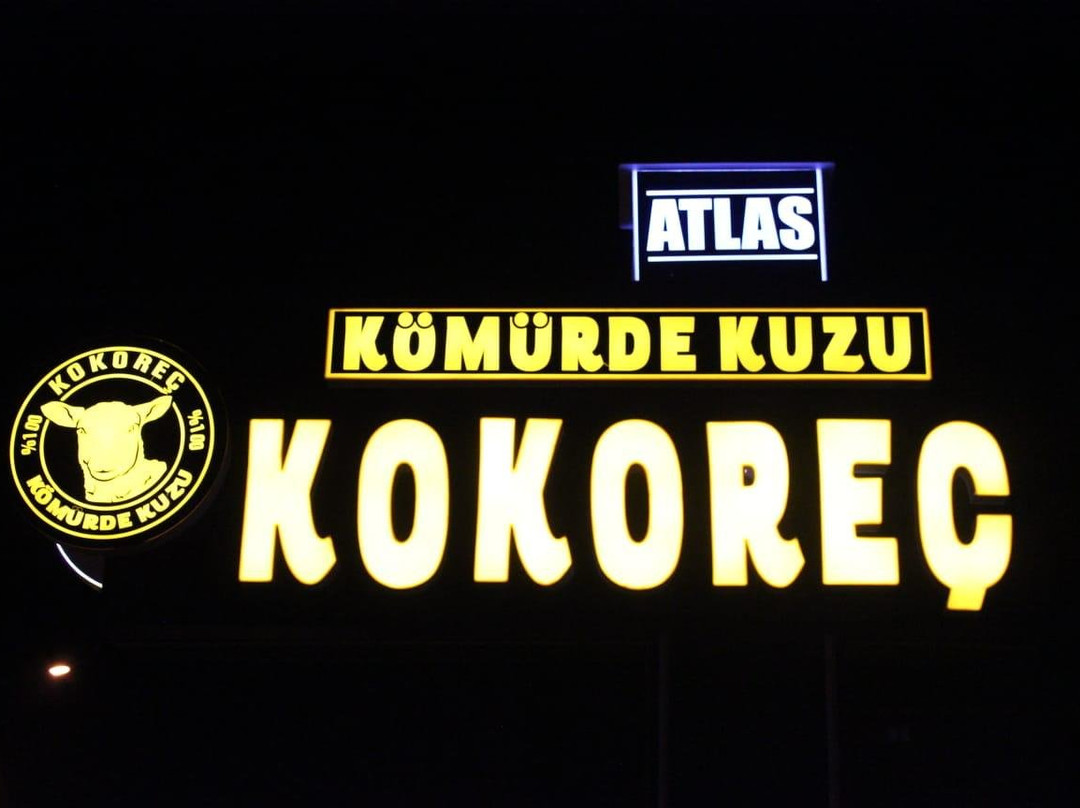 ATLAS
KÖMÜRDE KUZU
KOKOREÇ
KOKOREÇ
%100
%100
KÖMÜRDE KUZU